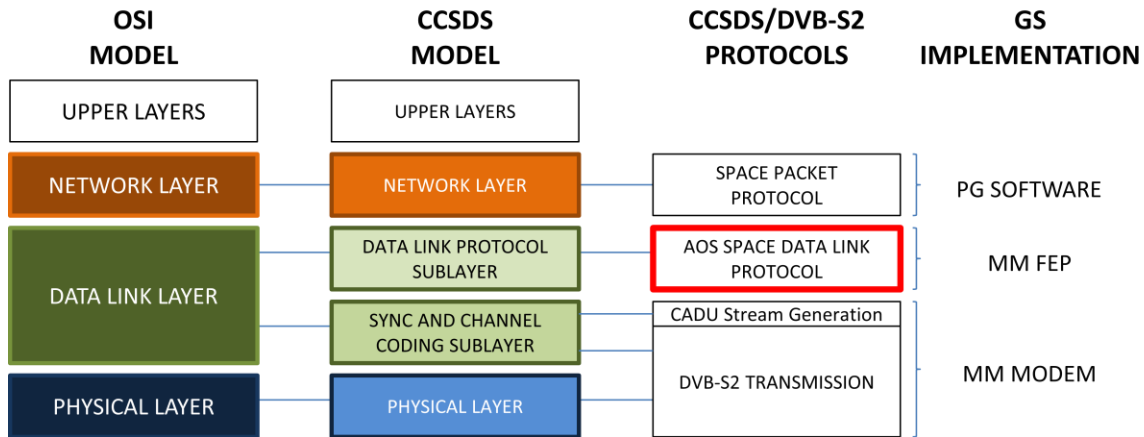 OSI
MODEL
CCSDS
MODEL
CCSDS/DVB-S2
PROTOCOLS
GS
IMPLEMENTATION
UPPER LAYERS
UPPER LAYERS
NETWORK LAYER
NETWORK LAYER
SPACE PACKET
PROTOCOL
PG SOFTWARE
DATA LINK LAYER
DATA LINK PROTOCOL
SUBLAYER
AOS SPACE DATA LINK
PROTOCOL
MM FEP
SYNC AND CHANNEL
CODING SUBLAYER
CADU Stream Generation
DVB-S2 TRANSMISSION
MM MODEM
PHYSICAL LAYER
PHYSICAL LAYER